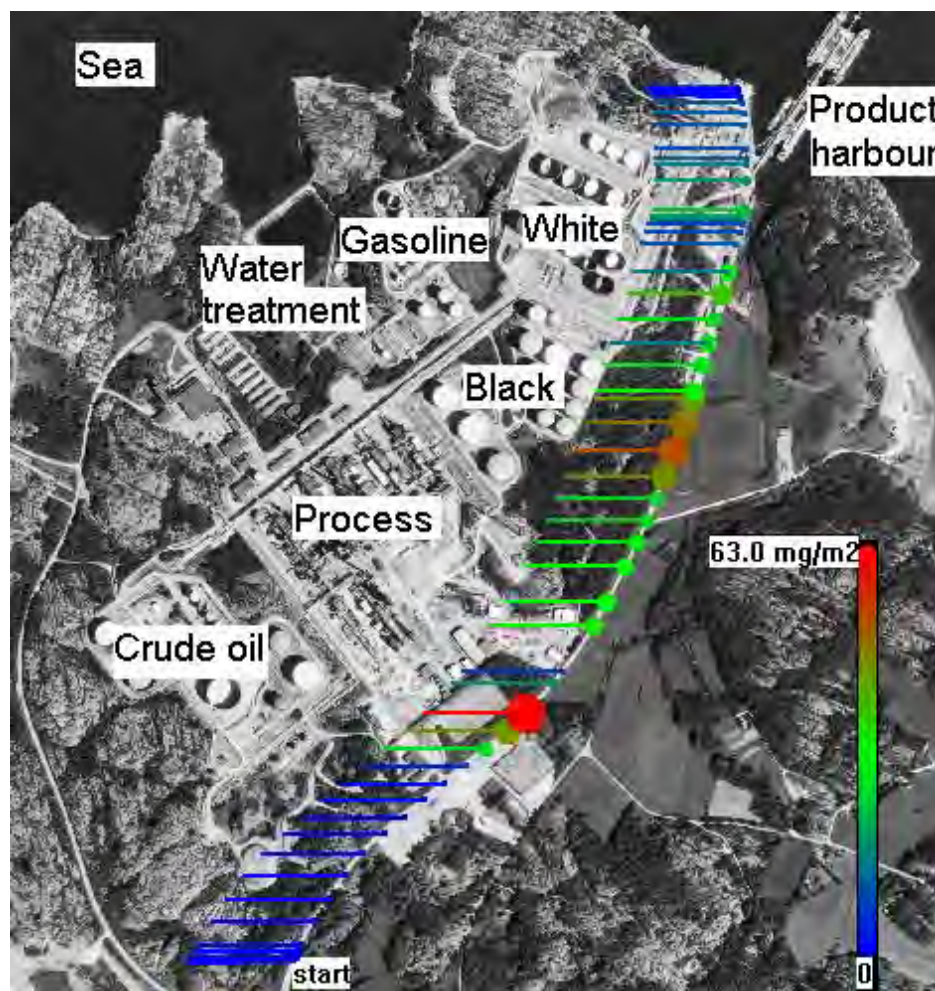 Sea
Product
harbour
Gasoline
White
Water
treatment
Black
Process
63.0 mg/m2
Crude oil
start
0